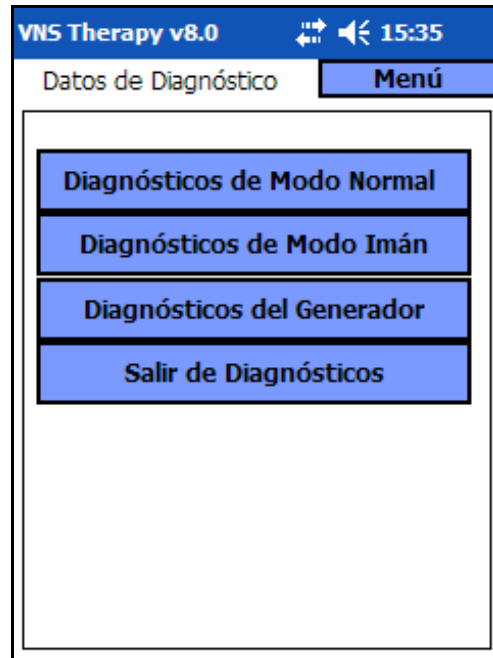 VNS Therapy v8.0 15:35
Datos de Diagnóstico Menú
Diagnósticos de Modo Normal
Diagnósticos de Modo Imán
Diagnósticos del Generador
Salir de Diagnósticos